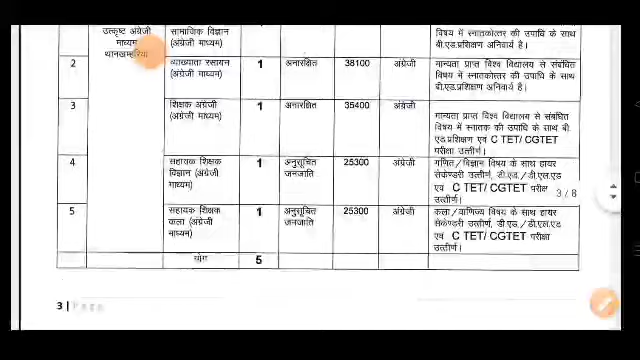 उत्कृष्ट अंग्रेजी माध्यम थानखम्हरिया
सामाजिक विज्ञान (अंग्रेजी माध्यम)
विषय में स्नातकोत्तर की उपाधि के साथ बी.एड.प्रशिक्षण अनिवार्य है।
2 व्याख्याता रसायन (अंग्रेजी माध्यम) 1 अनारक्षित 38100 अंग्रेजी मान्यता प्राप्त विश्व विद्यालय से संबंधित विषय में स्नातकोत्तर की उपाधि के साथ बी.एड.प्रशिक्षण अनिवार्य है।
3 शिक्षक अंग्रेजी (अंग्रेजी माध्यम) 1 अनारक्षित 35400 अंग्रेजी मान्यता प्राप्त विश्व विद्यालय से संबंधित विषय में स्नातक की उपाधि के साथ बी. एड प्रशिक्षण एवं C TET/ CGTET परीक्षा उत्तीर्ण।
4 सहायक शिक्षक विज्ञान (अंग्रेजी माध्यम) 1 अनुसूचित जनजाति 25300 अंग्रेजी गणित/विज्ञान विषय के साथ हायर सेकेण्डरी उत्तीर्ण, डी.एड./डी.एल.एड एवं C TET/ CGTET परीक्षा उत्तीर्ण।
3 / 8
5 सहायक शिक्षक कला (अंग्रेजी माध्यम) 1 अनुसूचित जनजाति 25300 अंग्रेजी कला/वाणिज्य विषय के साथ हायर सेकेण्डरी उत्तीर्ण, डी.एड/डी.एल.एड एवं C TET/ CGTET परीक्षा उत्तीर्ण।
योग 5
3 | Page